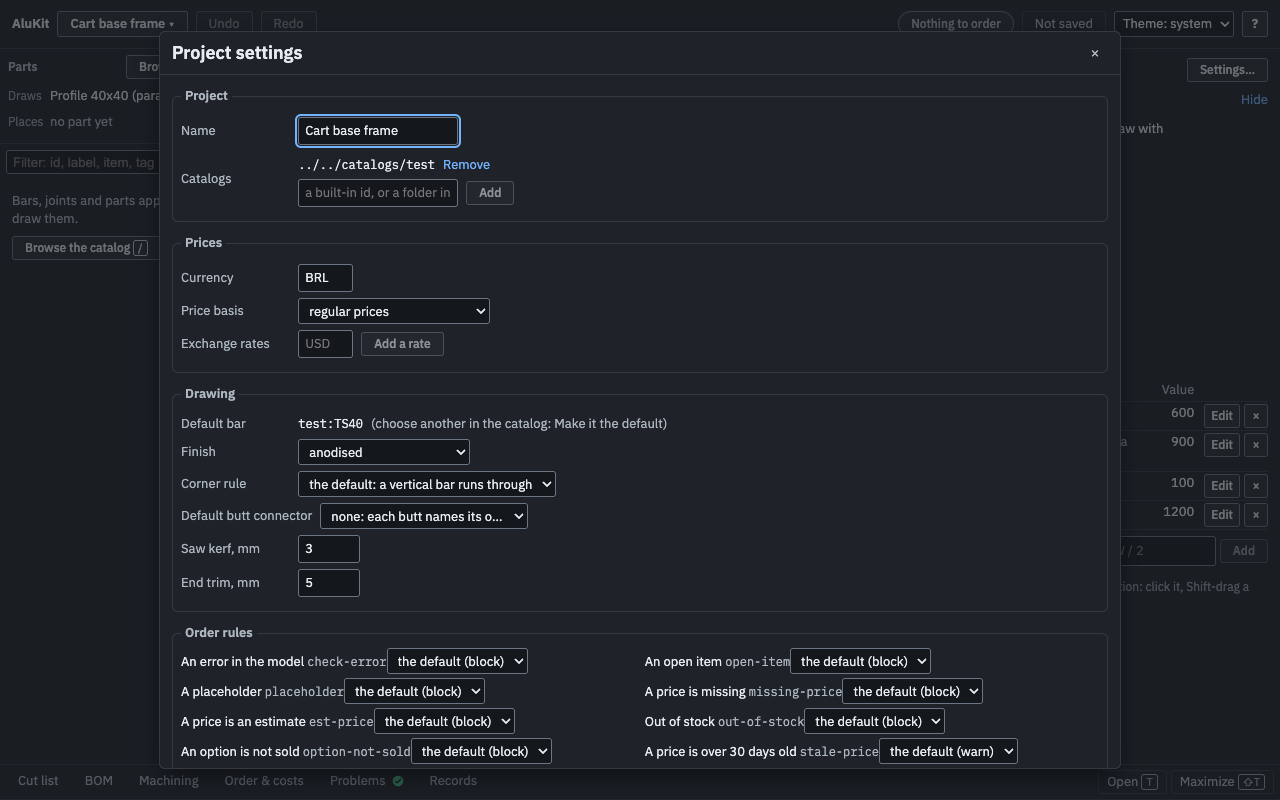 AluKit Cart base frame ▾ Undo Redo Nothing to order Not saved Theme: system ?
Project settings ×
Parts
Settings...
Draws Profile 40x40
Hide
Places no part yet
Filter: id, label, item, tag
Bars, joints and parts
draw them.
Browse the catalog /
Project
Name Cart base frame
Catalogs ../../catalogs/test Remove
a built-in id, or a folder in Add
Prices
Currency BRL
Price basis regular prices
Exchange rates USD Add a rate
Drawing
Default bar test:TS40 (choose another in the catalog: Make it the default)
Finish anodised
Corner rule the default: a vertical bar runs through
Default butt connector none: each butt names its o...
Saw kerf, mm 3
End trim, mm 5
Order rules
An error in the model check-error the default (block)
An open item open-item the default (block)
A placeholder placeholder the default (block)
A price is missing missing-price the default (block)
A price is an estimate est-price the default (block)
Out of stock out-of-stock the default (block)
An option is not sold option-not-sold the default (block)
A price is over 30 days old stale-price the default (warn)
with
Value
600 Edit ×
900 Edit ×
100 Edit ×
1200 Edit ×
/ 2 Add
click it, Shift-drag a
Cut list BOM Machining Order & costs Problems Records Open T Maximize ⇧T